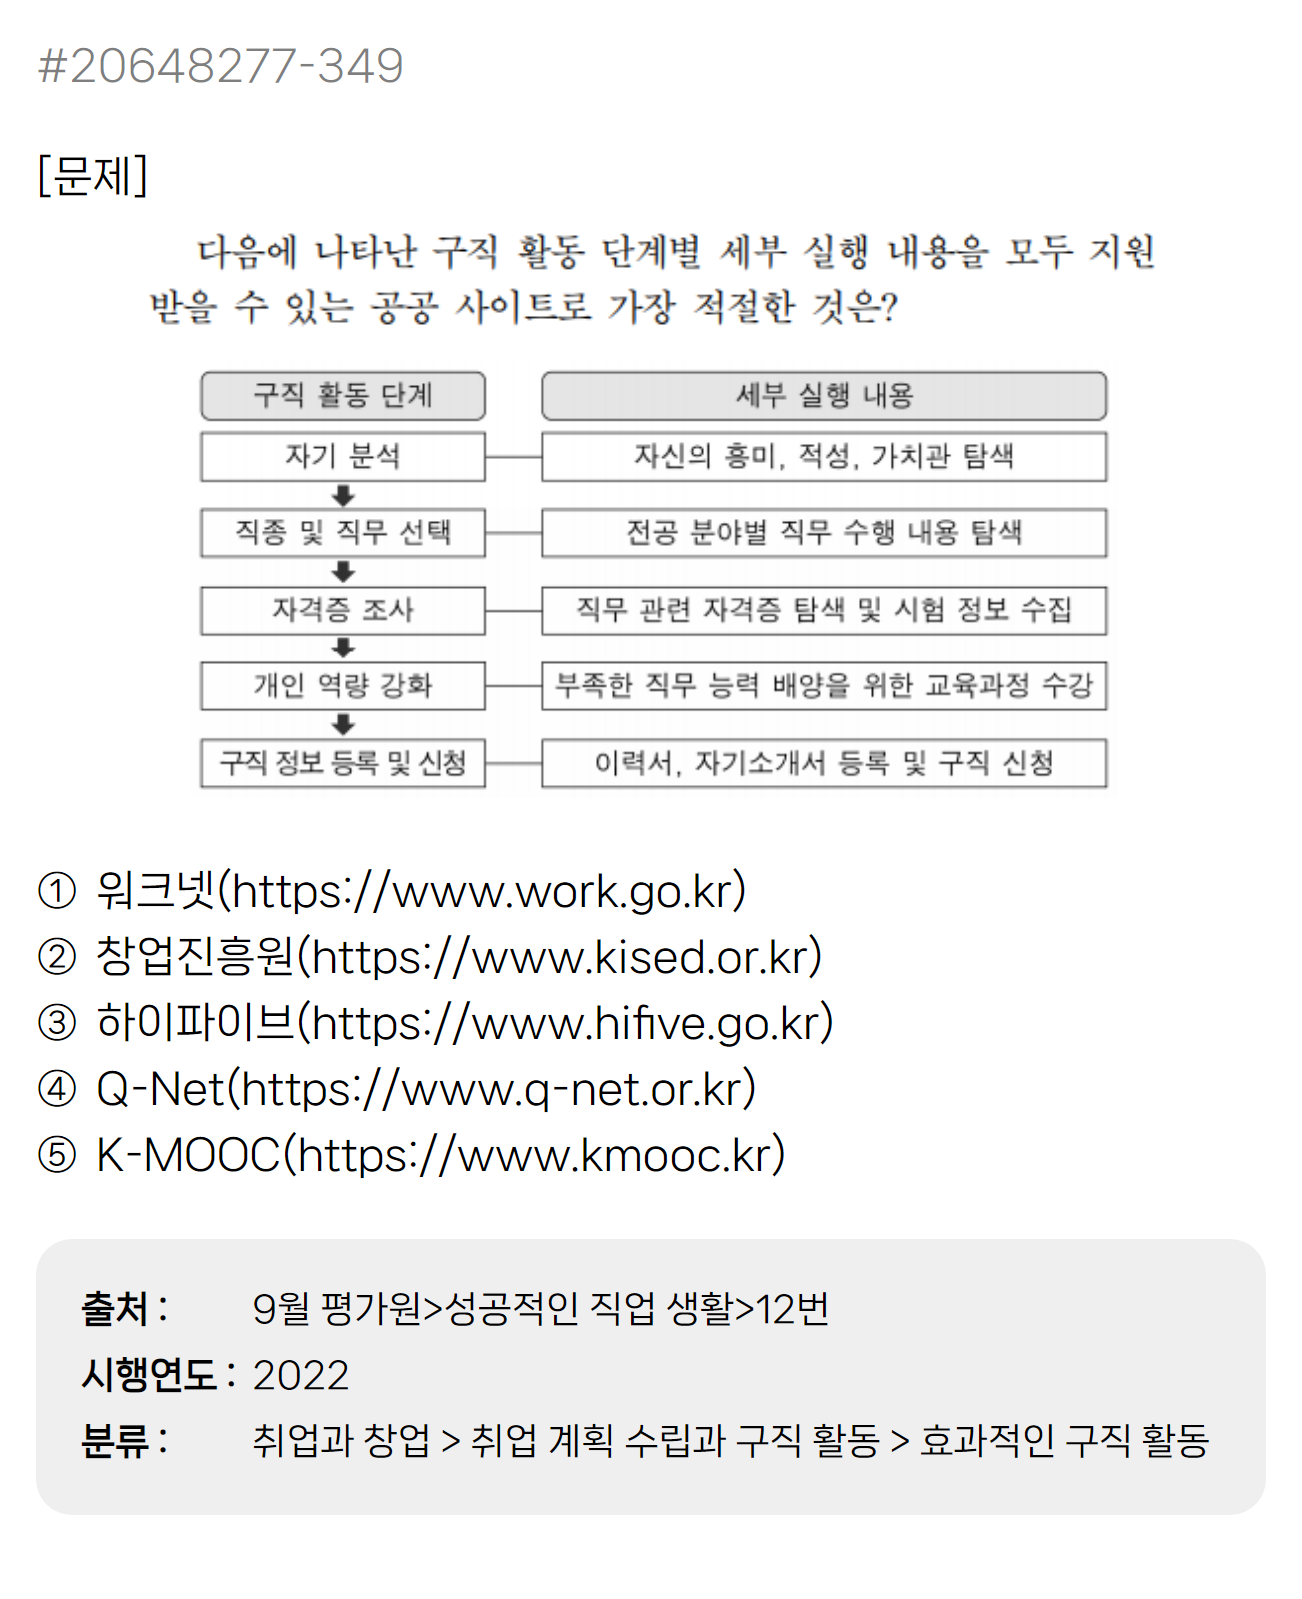 #20648277-349
[문제]
다음에 나타난 구직 활동 단계별 세부 실행 내용을 모두 지원
받을 수 있는 공공 사이트로 가장 적절한 것은?
구직 활동 단계 세부 실행 내용
자기 분석 자신의 흥미, 적성, 가치관 탐색
직종 및 직무 선택 전공 분야별 직무 수행 내용 탐색
자격증 조사 직무 관련 자격증 탐색 및 시험 정보 수집
개인 역량 강화 부족한 직무 능력 배양을 위한 교육과정 수강
구직 정보 등록 및 신청 이력서, 자기소개서 등록 및 구직 신청
① 워크넷(https://www.work.go.kr)
② 창업진흥원(https://www.kised.or.kr)
③ 하이파이브(https://www.hifive.go.kr)
④ Q-Net(https://www.q-net.or.kr)
⑤ K-MOOC(https://www.kmooc.kr)
출처 : 9월 평가원>성공적인 직업 생활>12번
시행연도 : 2022
분류 : 취업과 창업 > 취업 계획 수립과 구직 활동 > 효과적인 구직 활동